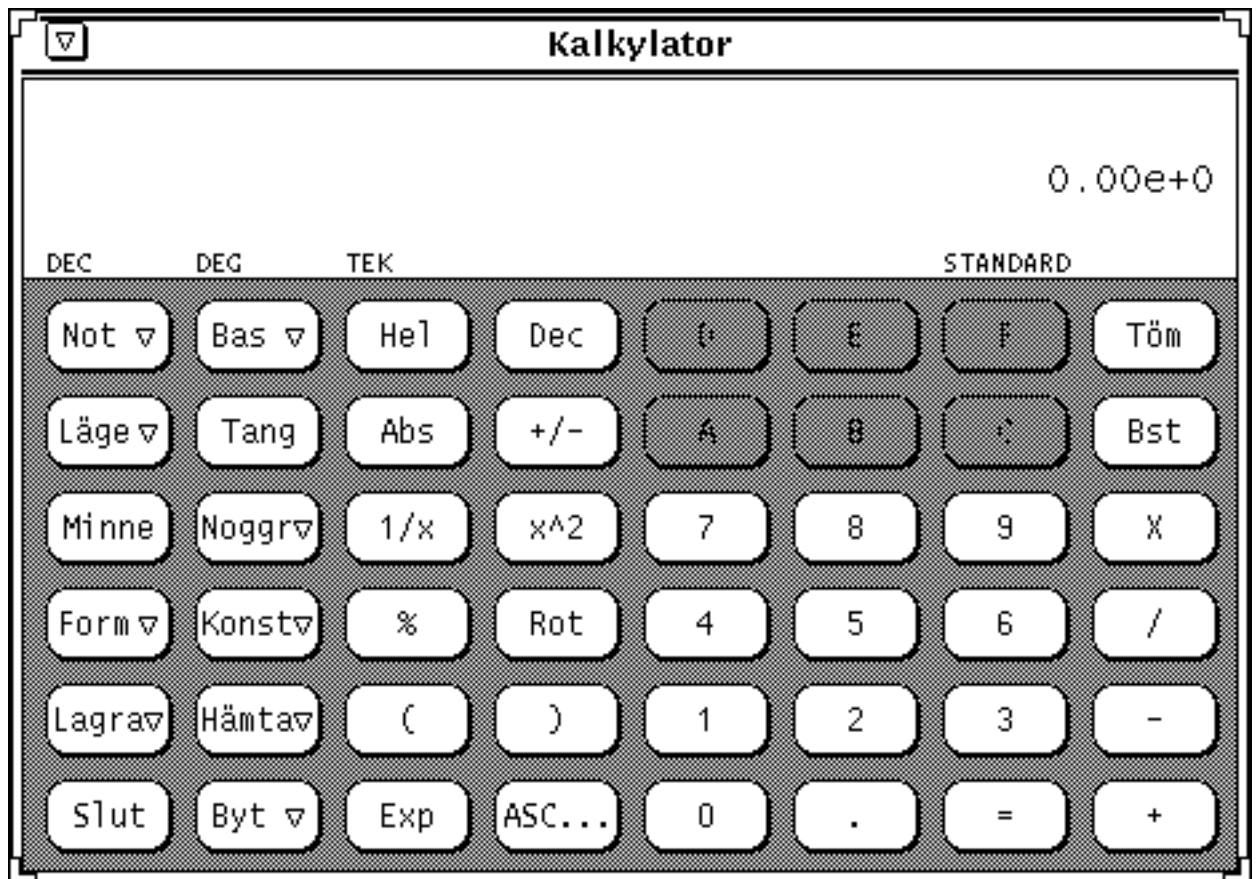 Kalkylator
0.00e+0
DEC DEG TEK STANDARD
Not Bas Hel Dec D E F Töm
Läge Tang Abs +/- A B C Bst
Minne Noggr 1/x x^2 7 8 9 X
Form Konst % Rot 4 5 6 /
Lagra Hämta ( ) 1 2 3 -
Slut Byt Exp ASC... 0 . = +